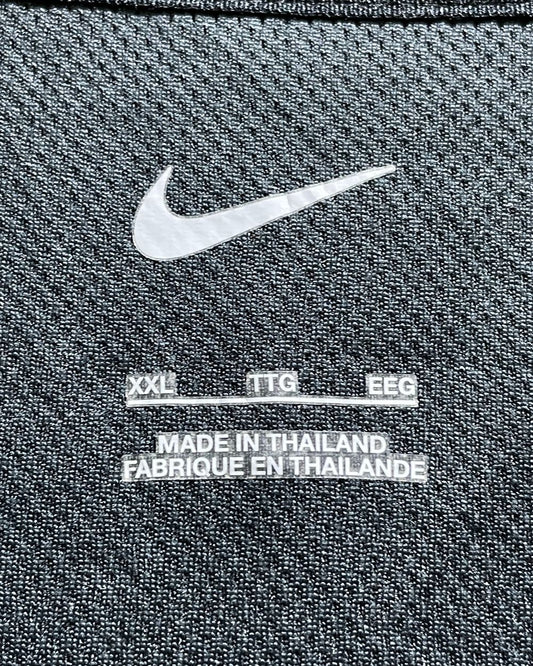 XXL TTG EEG
MADE IN THAILAND
FABRIQUE EN THAILANDE